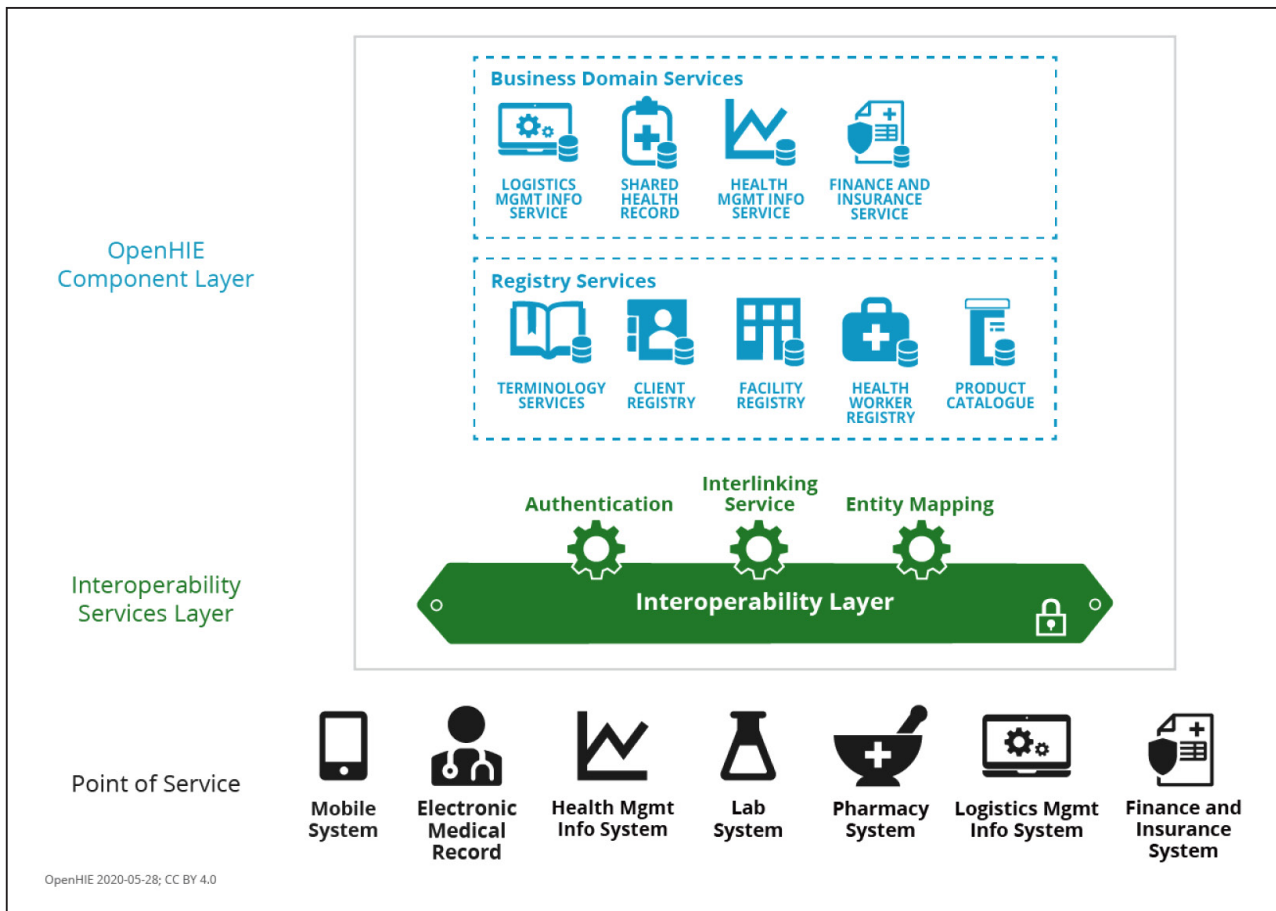 Business Domain Services
LOGISTICS
MGMT INFO
SERVICE
SHARED
HEALTH
RECORD
HEALTH
MGMT INFO
SERVICE
FINANCE AND
INSURANCE
SERVICE
OpenHIE
Component Layer
Registry Services
TERMINOLOGY
SERVICES
CLIENT
REGISTRY
FACILITY
REGISTRY
HEALTH
WORKER
REGISTRY
PRODUCT
CATALOGUE
Authentication
Interlinking
Service
Entity Mapping
Interoperability
Services Layer
Interoperability Layer
Point of Service
Mobile
System
Electronic
Medical
Record
Health Mgmt
Info System
Lab
System
Pharmacy
System
Logistics Mgmt
Info System
Finance and
Insurance
System
OpenHIE 2020-05-28; CC BY 4.0